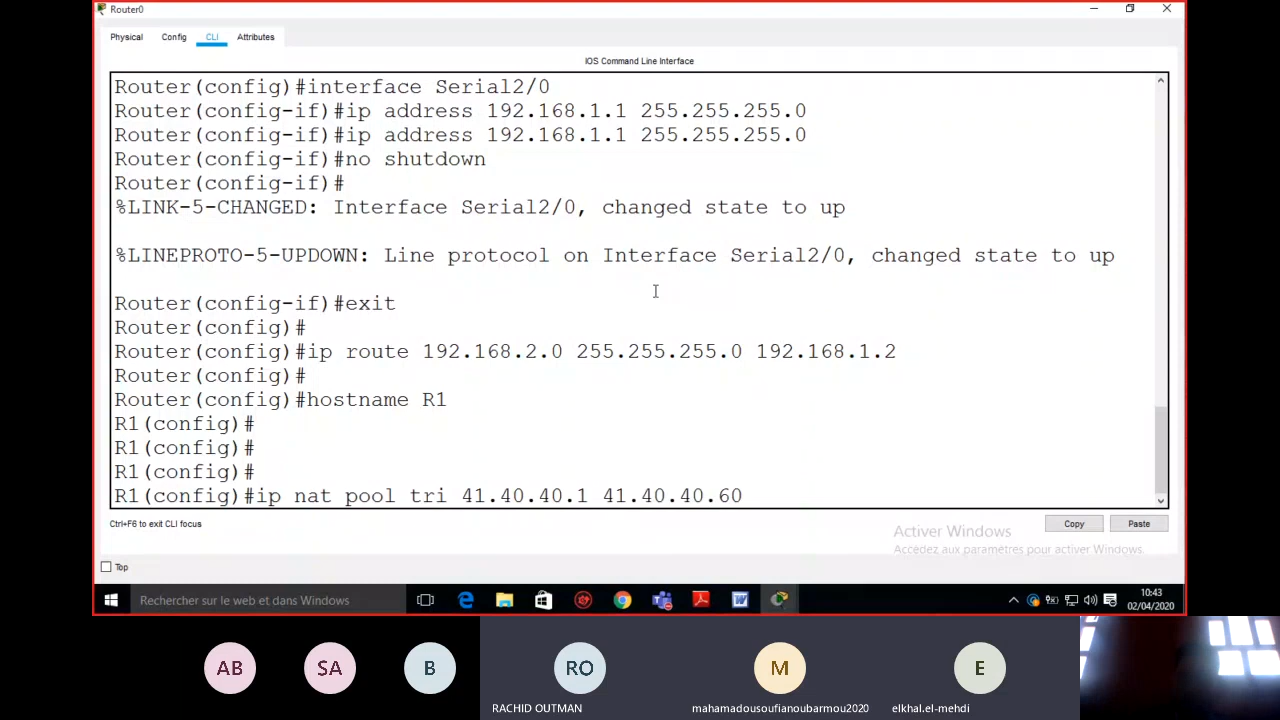 Router0
Physical Config CLI Attributes
IOS Command Line Interface
Router(config)#interface Serial2/0
Router(config-if)#ip address 192.168.1.1 255.255.255.0
Router(config-if)#ip address 192.168.1.1 255.255.255.0
Router(config-if)#no shutdown
Router(config-if)#
%LINK-5-CHANGED: Interface Serial2/0, changed state to up
%LINEPROTO-5-UPDOWN: Line protocol on Interface Serial2/0, changed state to up
Router(config-if)#exit
Router(config)#
Router(config)#ip route 192.168.2.0 255.255.255.0 192.168.1.2
Router(config)#
Router(config)#hostname R1
R1(config)#
R1(config)#
R1(config)#
R1(config)#ip nat pool tri 41.40.40.1 41.40.40.60
Ctrl+F6 to exit CLI focus
Copy Paste
Activer Windows
Accédez aux paramètres pour activer Windows.
Top
Rechercher sur le web et dans Windows
10:43
02/04/2020
AB SA B RO M E
RACHID OUTMAN mahamadousoufianoubarmou2020 elkhal.el-mehdi